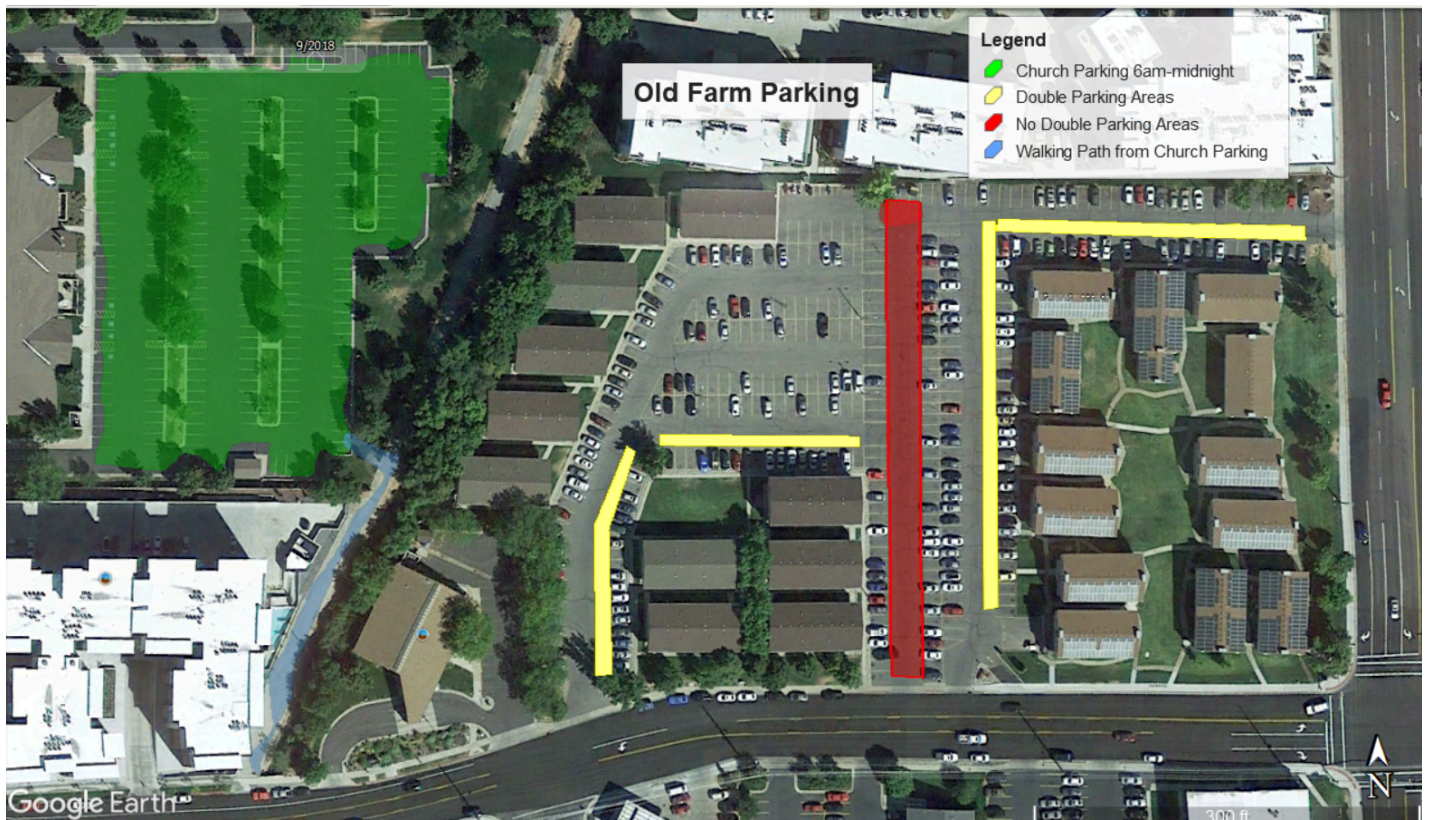 9/2018
Old Farm Parking
Legend
Church Parking 6am-midnight
Double Parking Areas
No Double Parking Areas
Walking Path from Church Parking
Google Earth
N
300 ft